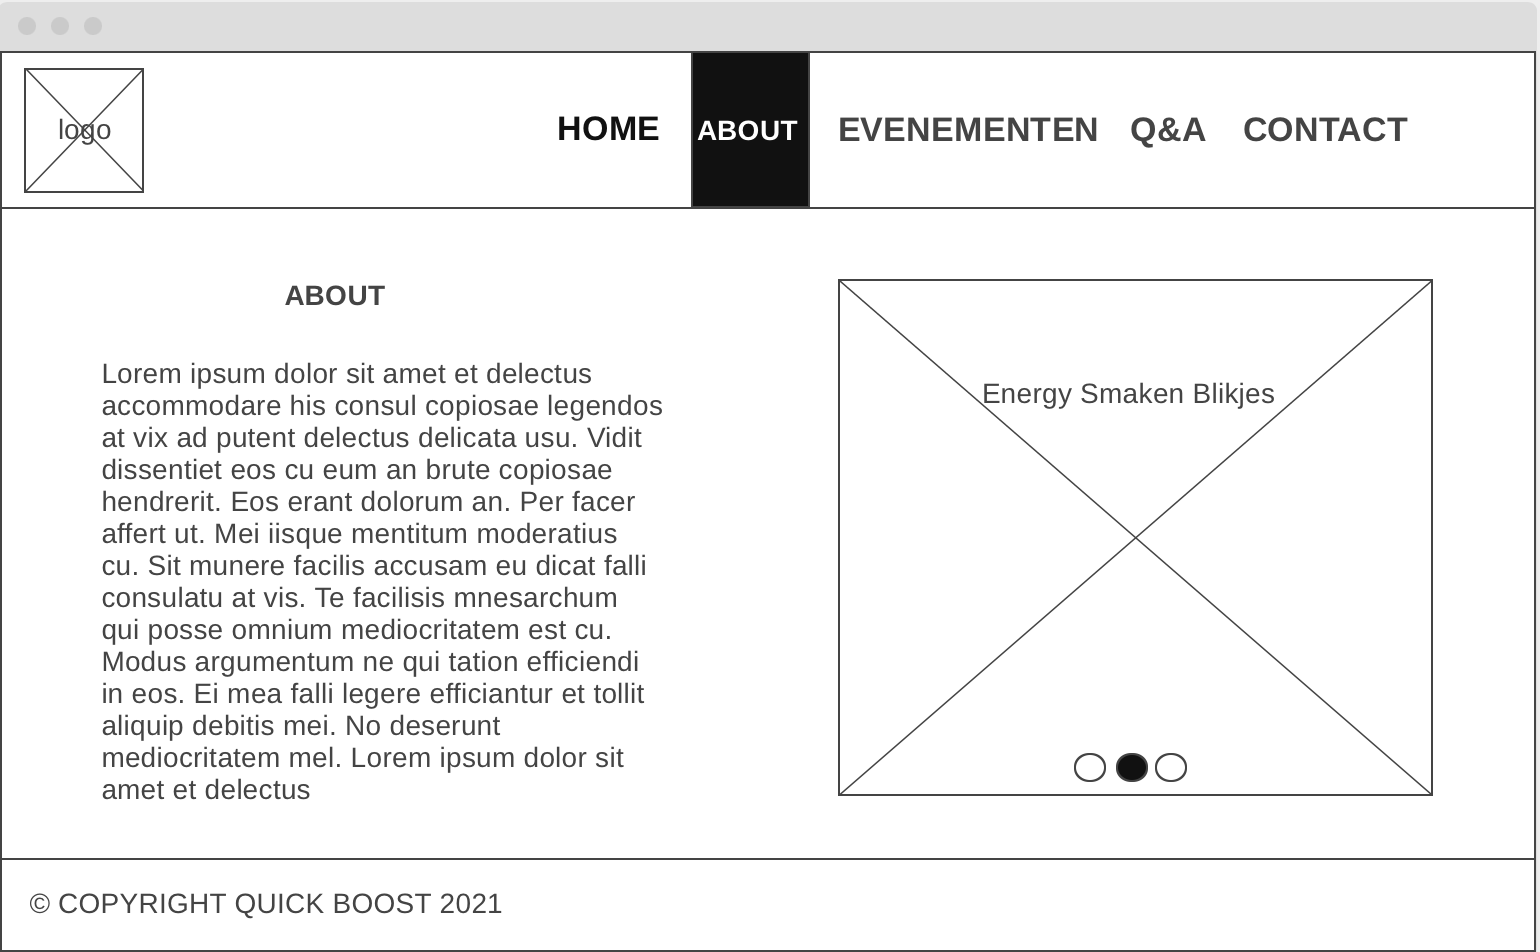 logo
HOME
ABOUT
EVENEMENTEN
Q&A
CONTACT
ABOUT
Lorem ipsum dolor sit amet et delectus
accommodare his consul copiosae legendos
at vix ad putent delectus delicata usu. Vidit
dissentiet eos cu eum an brute copiosae
hendrerit. Eos erant dolorum an. Per facer
affert ut. Mei iisque mentitum moderatius
cu. Sit munere facilis accusam eu dicat falli
consulatu at vis. Te facilisis mnesarchum
qui posse omnium mediocritatem est cu.
Modus argumentum ne qui tation efficiendi
in eos. Ei mea falli legere efficiantur et tollit
aliquip debitis mei. No deserunt
mediocritatem mel. Lorem ipsum dolor sit
amet et delectus
Energy Smaken Blikjes
© COPYRIGHT QUICK BOOST 2021